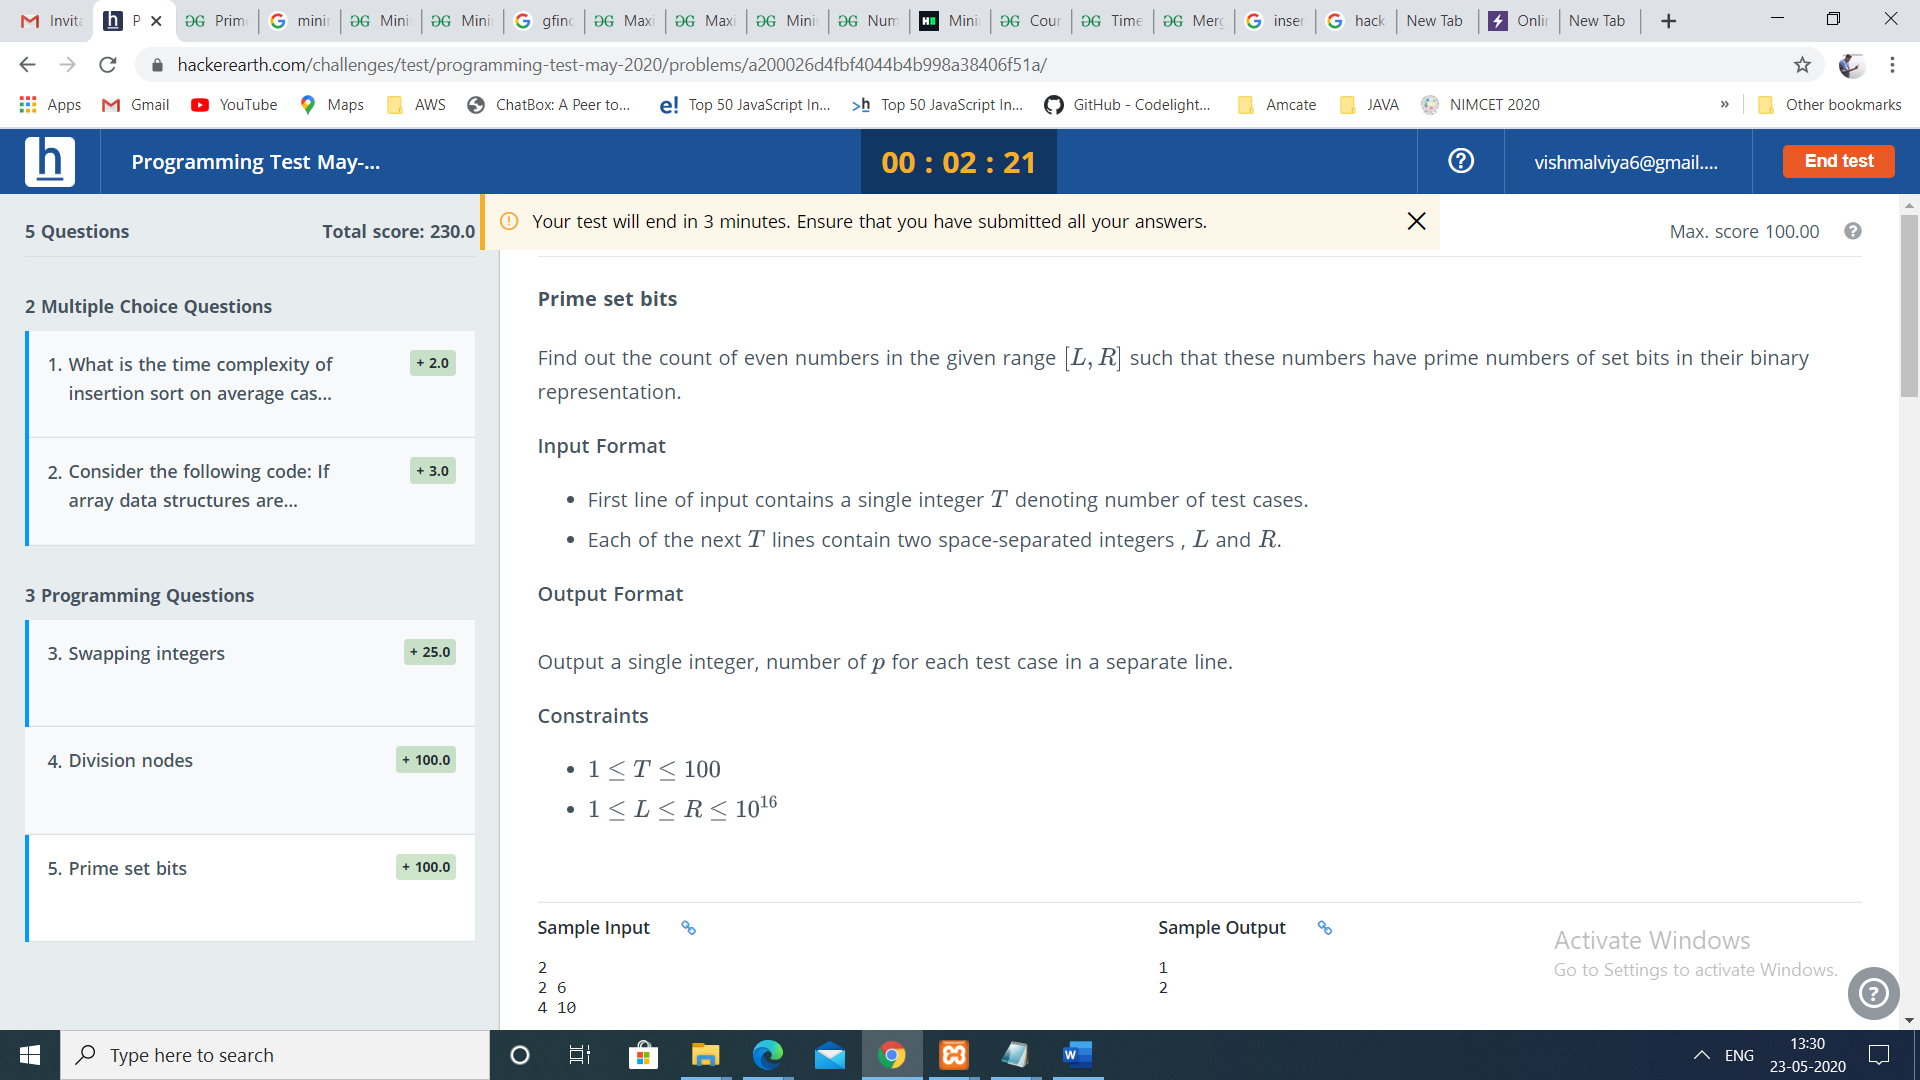 Invita
P
Prim
minir
Mini
Mini
gfinc
Maxi
Maxi
Mini
Num
Mini
Cour
Time
Merg
inser
hack
New Tab
Onlin
New Tab
hackerearth.com/challenges/test/programming-test-may-2020/problems/a200026d4fbf4044b4b998a38406f51a/
Apps Gmail YouTube Maps AWS ChatBox: A Peer to... e! Top 50 JavaScript In... >h Top 50 JavaScript In... GitHub - Codelight... Amcate JAVA NIMCET 2020 » Other bookmarks
h Programming Test May-... 00 : 02 : 21 vishmalviya6@gmail.... End test
5 Questions Total score: 230.0
Your test will end in 3 minutes. Ensure that you have submitted all your answers.
Max. score 100.00
2 Multiple Choice Questions
1. What is the time complexity of insertion sort on average cas... + 2.0
2. Consider the following code: If array data structures are... + 3.0
3 Programming Questions
3. Swapping integers + 25.0
4. Division nodes + 100.0
5. Prime set bits + 100.0
Prime set bits
Find out the count of even numbers in the given range [L, R] such that these numbers have prime numbers of set bits in their binary
representation.
Input Format
• First line of input contains a single integer T denoting number of test cases.
• Each of the next T lines contain two space-separated integers , L and R.
Output Format
Output a single integer, number of p for each test case in a separate line.
Constraints
• 1 ≤ T ≤ 100
• 1 ≤ L ≤ R ≤ 10^16
Sample Input
2
2 6
4 10
Sample Output
1
2
Activate Windows
Go to Settings to activate Windows.
Type here to search
ENG
13:30
23-05-2020